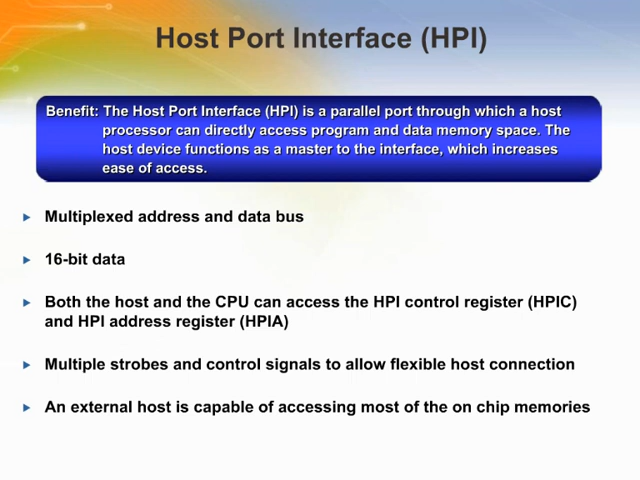 Host Port Interface (HPI)
Benefit: The Host Port Interface (HPI) is a parallel port through which a host
processor can directly access program and data memory space. The
host device functions as a master to the interface, which increases
ease of access.
Multiplexed address and data bus
16-bit data
Both the host and the CPU can access the HPI control register (HPIC)
and HPI address register (HPIA)
Multiple strobes and control signals to allow flexible host connection
An external host is capable of accessing most of the on chip memories